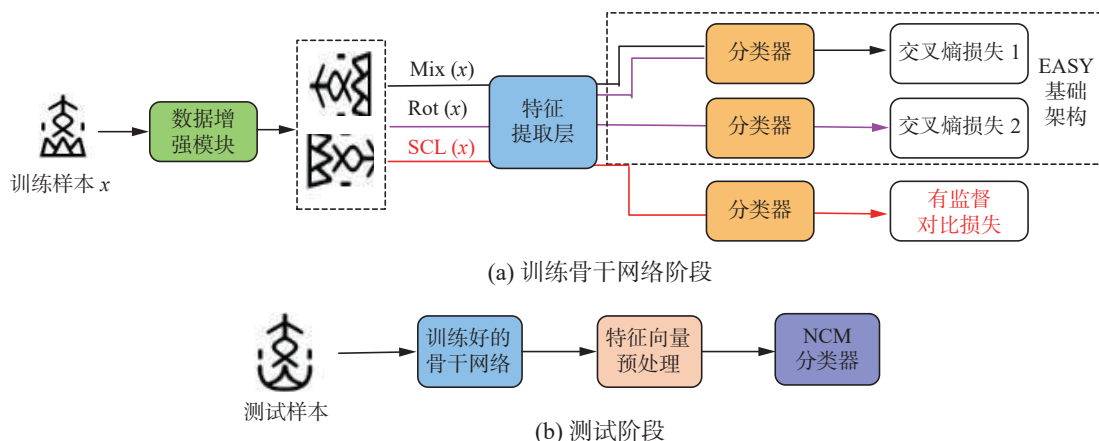 训练样本 x
数据增
强模块
Mix (x)
Rot (x)
SCL (x)
特征
提取层
分类器
交叉熵损失 1
分类器
交叉熵损失 2
EASY
基础
架构
分类器
有监督
对比损失
(a) 训练骨干网络阶段
测试样本
训练好的
骨干网络
特征向量
预处理
NCM
分类器
(b) 测试阶段